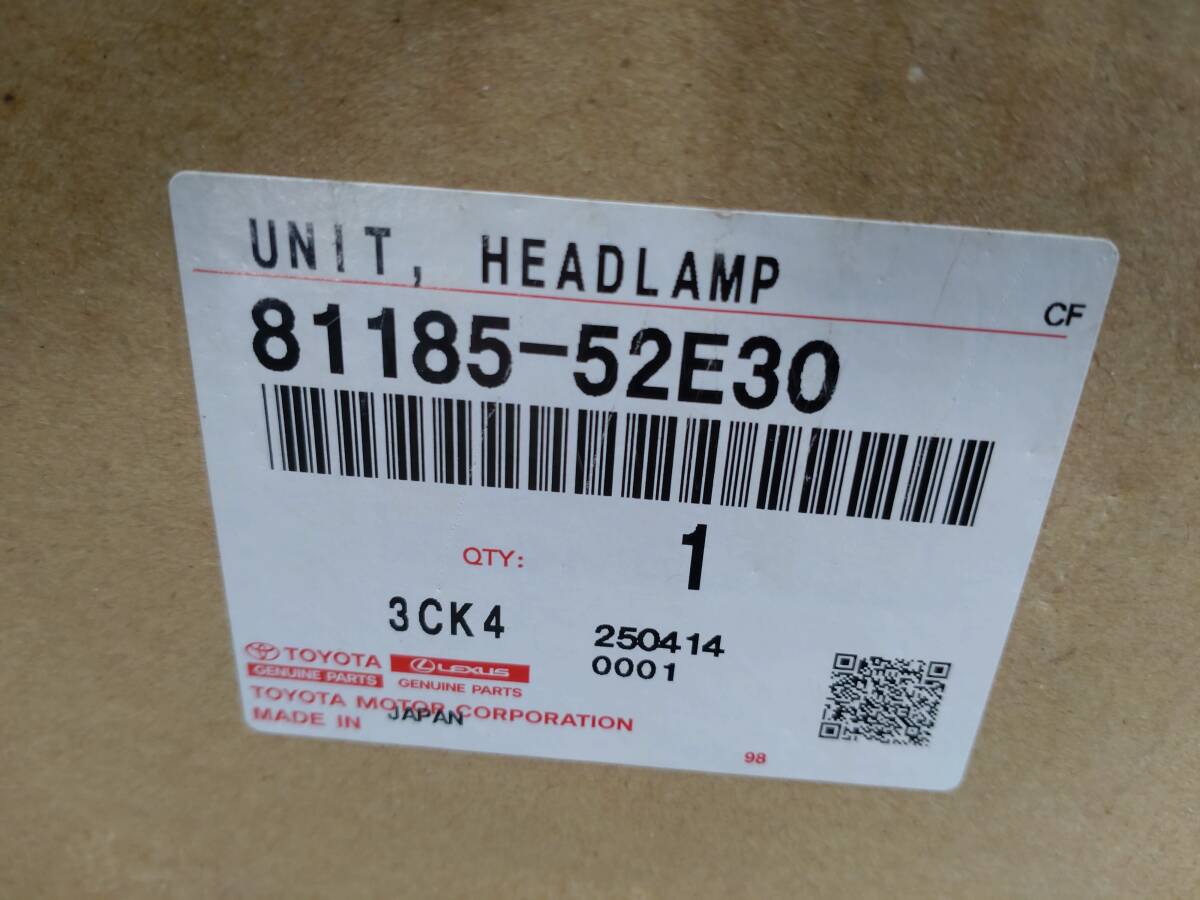 UNIT, HEADLAMP
CF
81185-52E30
QTY: 1
3CK4 250414
0001
TOYOTA LEXUS
GENUINE PARTS GENUINE PARTS
TOYOTA MOTOR CORPORATION
MADE IN JAPAN
98